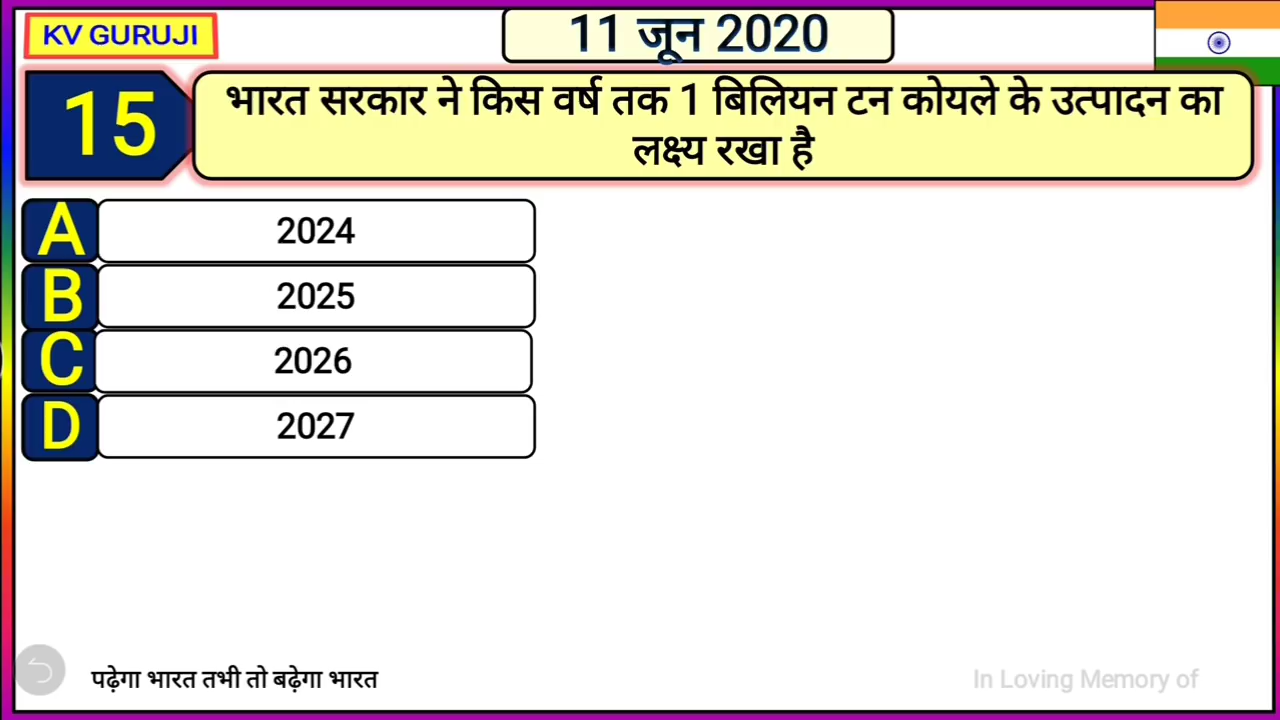 KV GURUJI
11 जून 2020
15
भारत सरकार ने किस वर्ष तक 1 बिलियन टन कोयले के उत्पादन का
लक्ष्य रखा है
A 2024
B 2025
C 2026
D 2027
पढ़ेगा भारत तभी तो बढ़ेगा भारत
In Loving Memory of